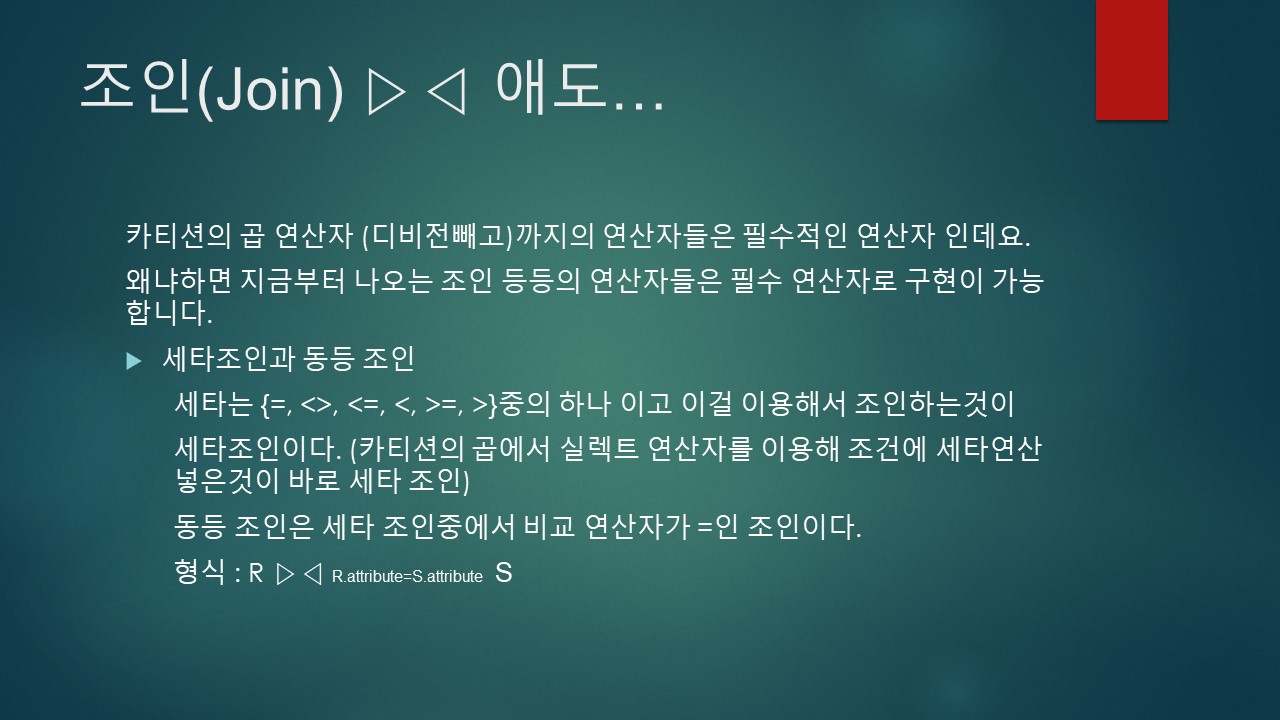 조인(Join) ▷◁ 애도…
카티션의 곱 연산자 (디비전빼고)까지의 연산자들은 필수적인 연산자 인데요.
왜냐하면 지금부터 나오는 조인 등등의 연산자들은 필수 연산자로 구현이 가능
합니다.
▶ 세타조인과 동등 조인
세타는 {=, <>, <=, <, >=, >}중의 하나 이고 이걸 이용해서 조인하는것이
세타조인이다. (카티션의 곱에서 실렉트 연산자를 이용해 조건에 세타연산
넣은것이 바로 세타 조인)
동등 조인은 세타 조인중에서 비교 연산자가 =인 조인이다.
형식 : R ▷◁ R.attribute=S.attribute S